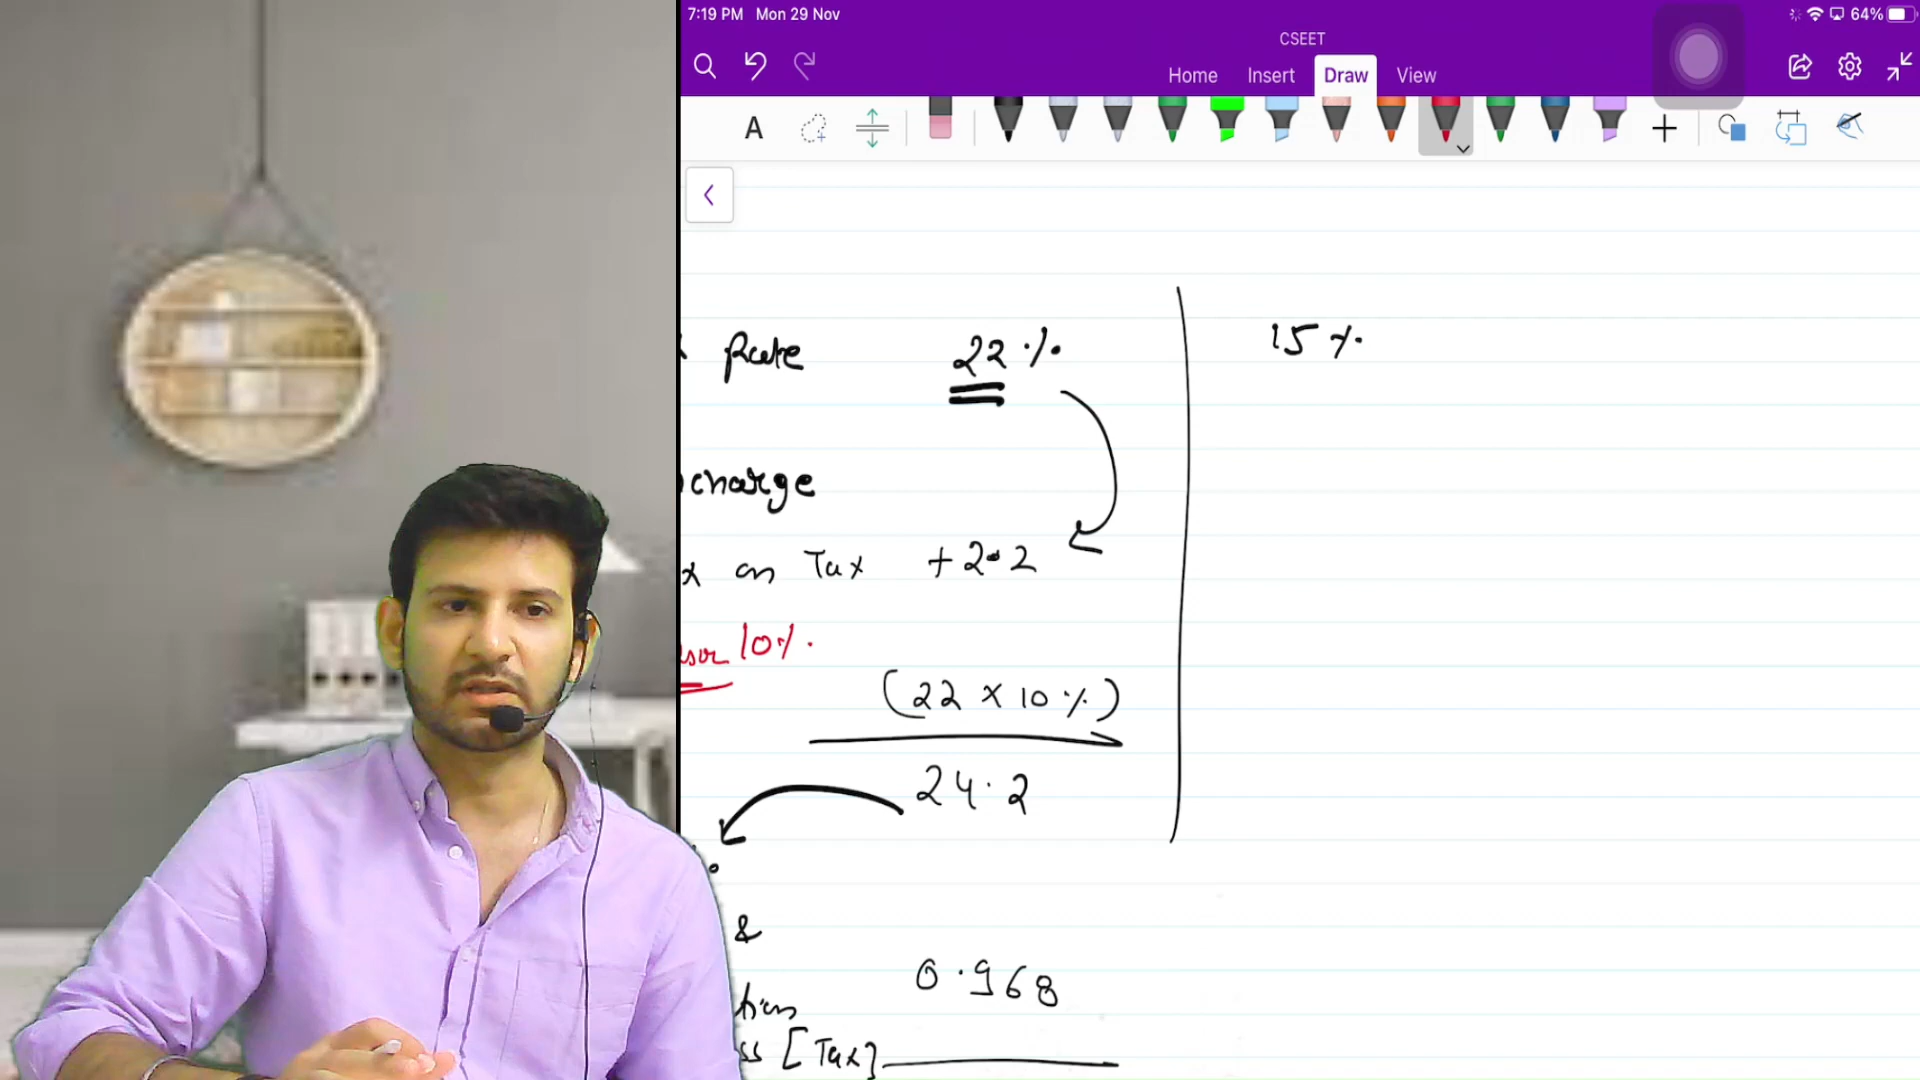 7:19 PM Mon 29 Nov
64%
CSEET
Home Insert Draw View
A
Rate 22 %
15 %
charge
x on Tax +2.2
10%.
(22 x 10 %)
24.2
&
0.968
ss [Tax]